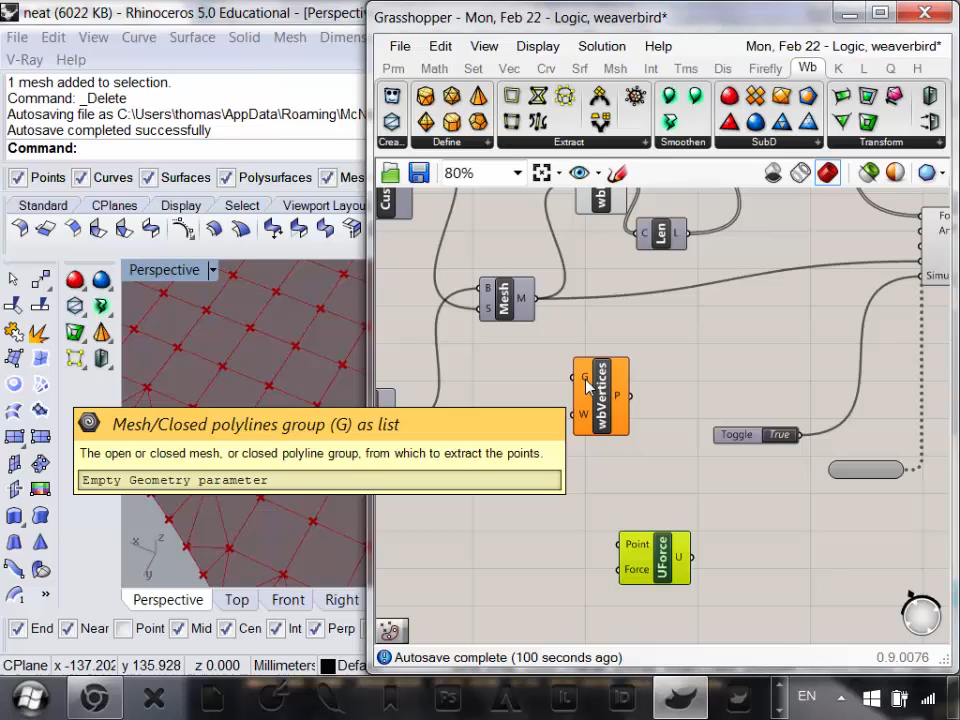 neat (6022 KB) - Rhinoceros 5.0 Educational - [Perspecti
File Edit View Curve Surface Solid Mesh Dimens
V-Ray Help
1 mesh added to selection.
Command: _Delete
Autosaving file as C:\Users\thomas\AppData\Roaming\McN
Autosave completed successfully
Command:
Points Curves Surfaces Polysurfaces Mes
Standard CPlanes Display Select Viewport Layou
Perspective
x
z
y
Perspective Top Front Right
End Near Point Mid Cen Int Perp
CPlane x -137.202 y 135.928 z 0.000 Millimeters Defa
Grasshopper - Mon, Feb 22 - Logic, weaverbird*
File Edit View Display Solution Help Mon, Feb 22 - Logic, weaverbird*
Prm Math Set Vec Crv Srf Msh Int Trns Dis Firefly Wb K L Q H
Crea... Define Extract Smoothen SubD Transform
80%
Cus
wb
C Len L
Fo
Ar
Simu
B
S
Mesh
M
G
W
wbVertices
P
Toggle True
Point
Force
UForce
U
Mesh/Closed polylines group (G) as list
The open or closed mesh, or closed polyline group, from which to extract the points.
Empty Geometry parameter
Autosave complete (100 seconds ago) 0.9.0076
Ps
EN